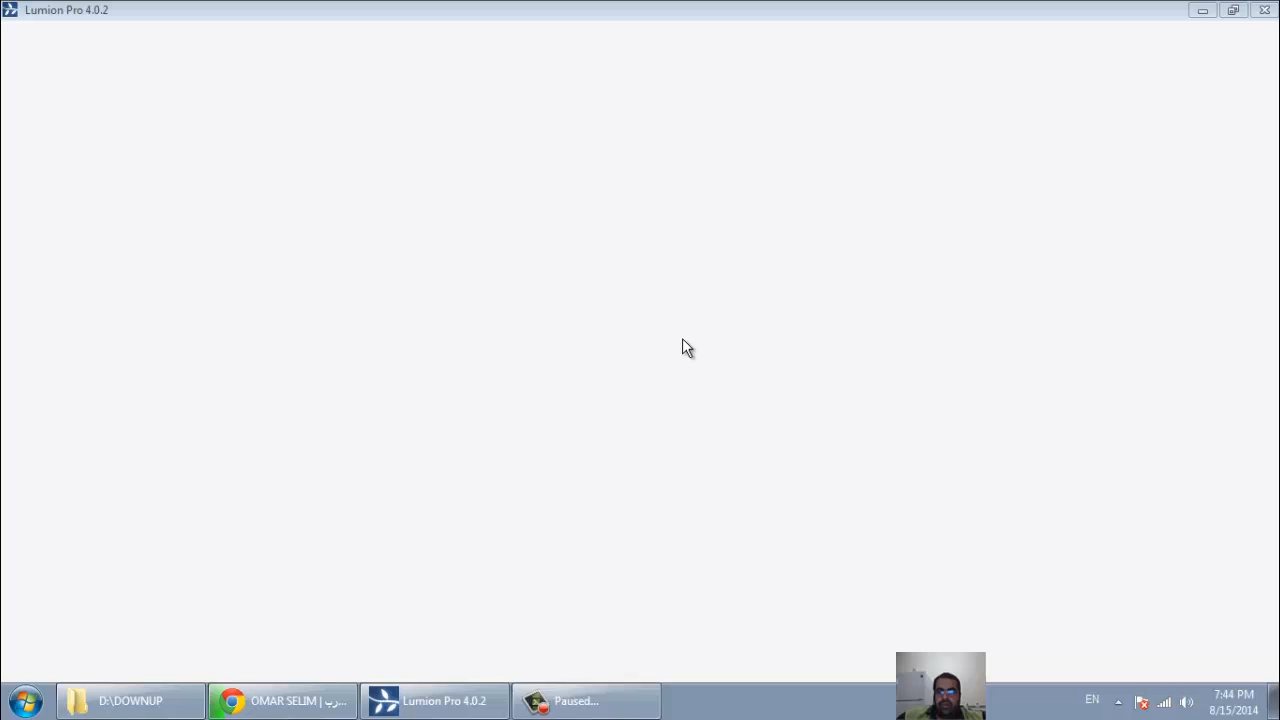 Lumion Pro 4.0.2
D:\DOWNUP
OMAR SELIM | رب...
Lumion Pro 4.0.2
Paused...
EN
7:44 PM
8/15/2014